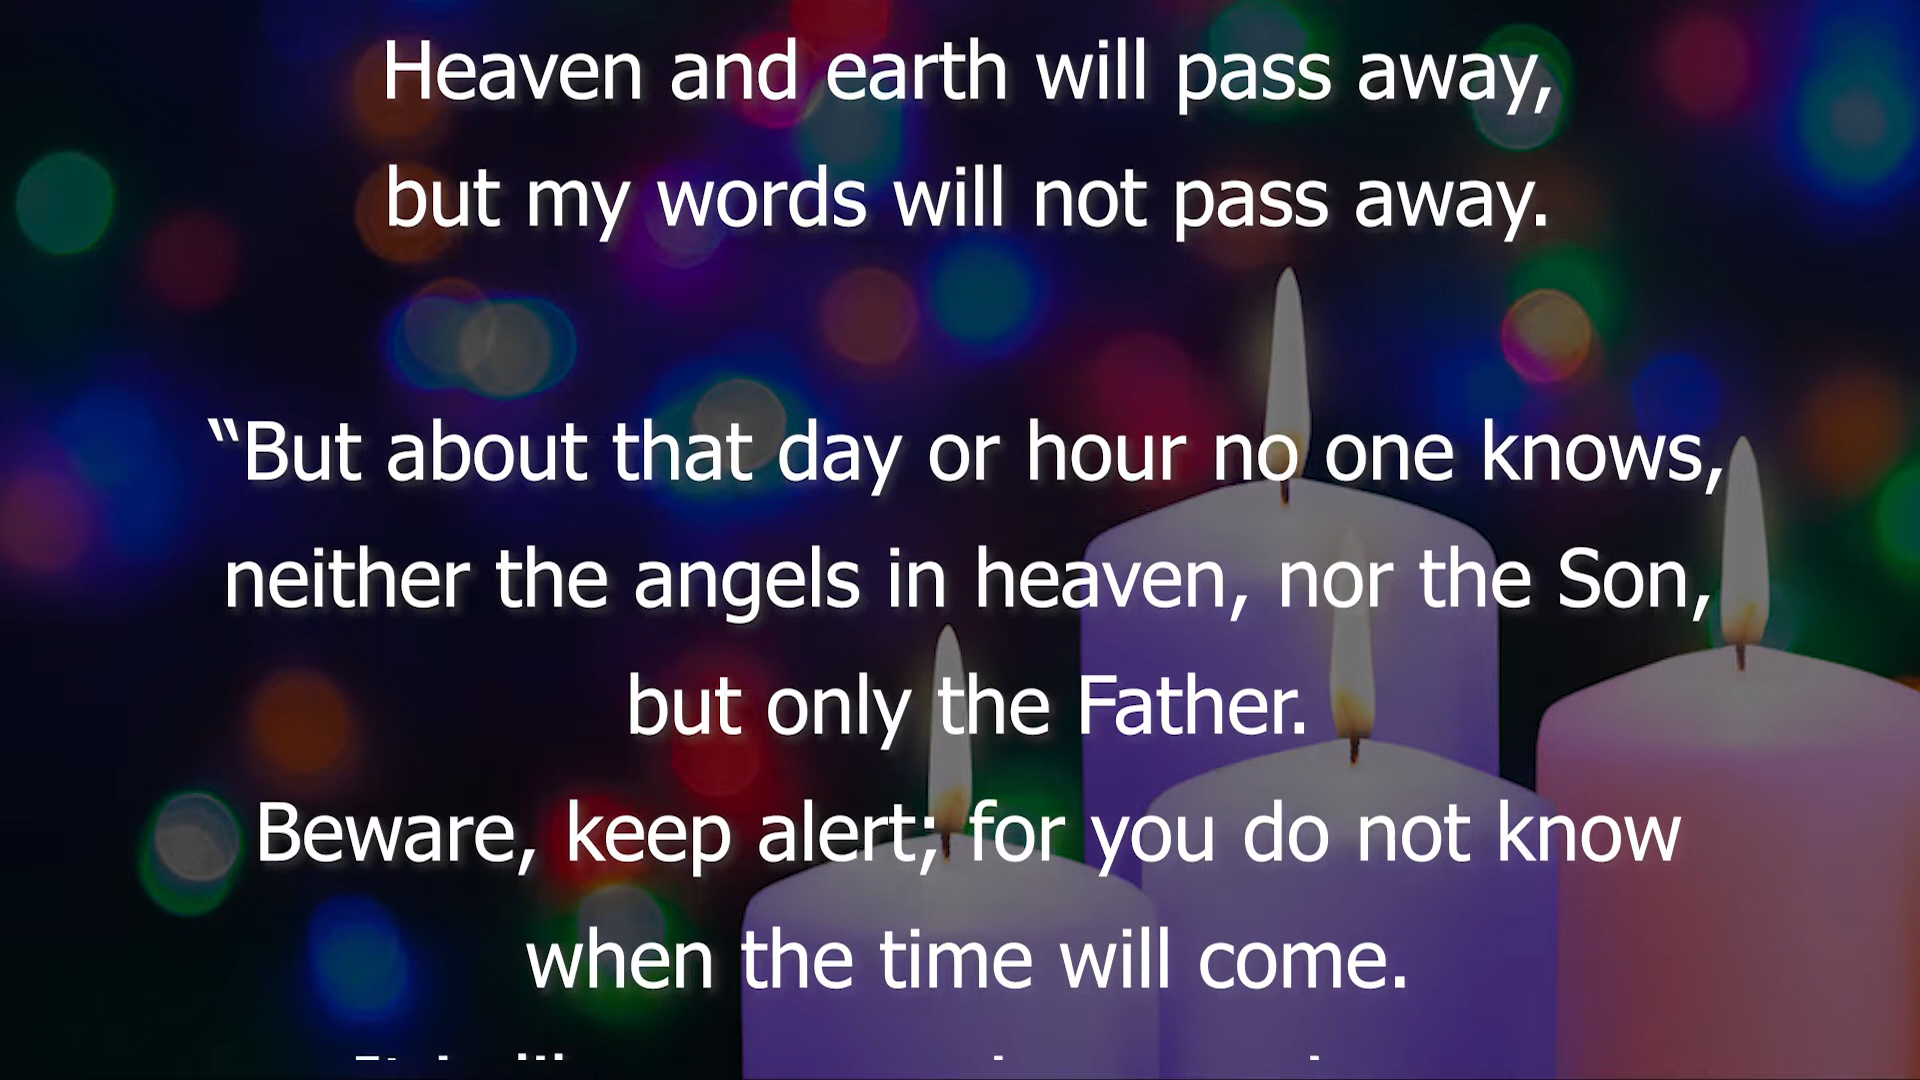 Heaven and earth will pass away,
but my words will not pass away.
“But about that day or hour no one knows,
neither the angels in heaven, nor the Son,
but only the Father.
Beware, keep alert; for you do not know
when the time will come.